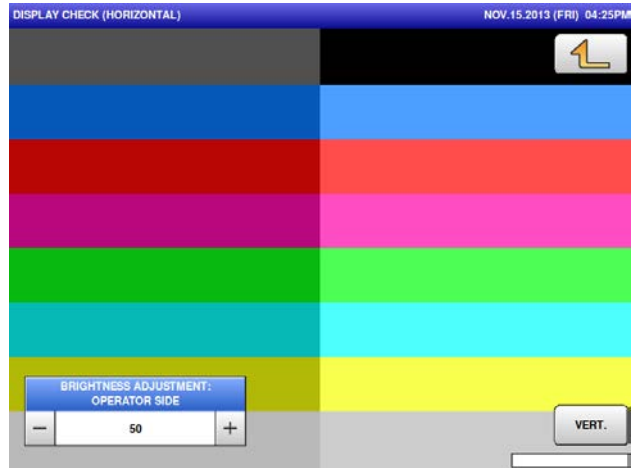 DISPLAY CHECK (HORIZONTAL) NOV.15.2013 (FRI) 04:25PM
BRIGHTNESS ADJUSTMENT:
OPERATOR SIDE
− 50 +
VERT.